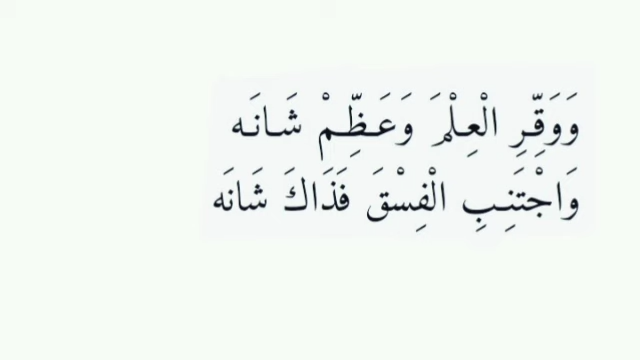 وَوَقِّرِ الْعِلْمَ وَعَظِّمْ شَانَه
وَاجْتَنِبِ الْفِسْقَ فَذَاكَ شَانَه